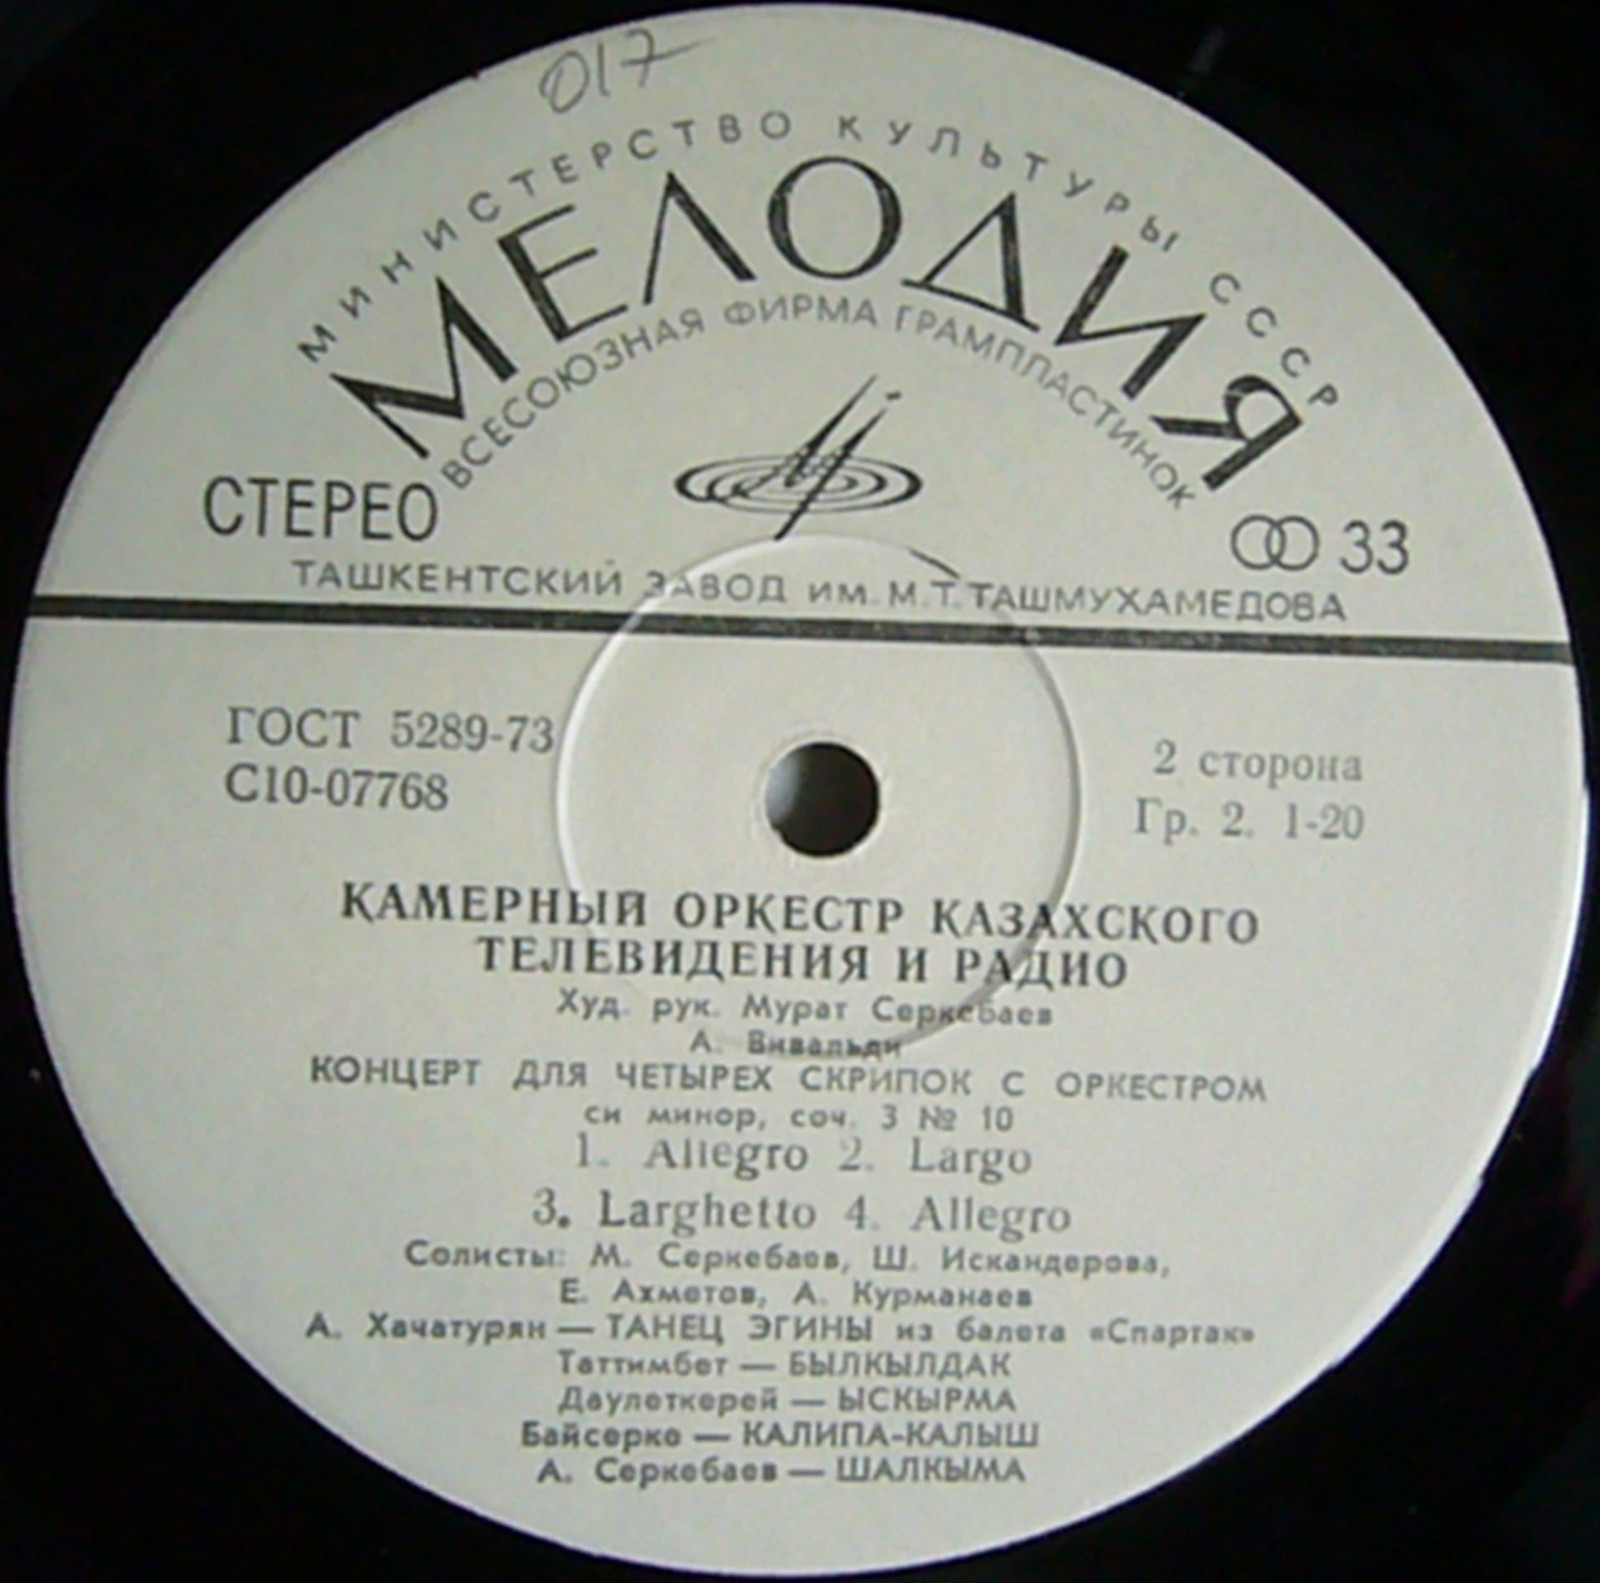 017
МИНИСТЕРСТВО КУЛЬТУРЫ СССР
МЕЛОДИЯ
ВСЕСОЮЗНАЯ ФИРМА ГРАМПЛАСТИНОК
СТЕРЕО
33
ТАШКЕНТСКИЙ ЗАВОД им. М.Т.ТАШМУХАМЕДОВА
ГОСТ 5289-73
2 сторона
С10-07768
Гр. 2. 1-20
КАМЕРНЫЙ ОРКЕСТР КАЗАХСКОГО
ТЕЛЕВИДЕНИЯ И РАДИО
Худ. рук. Мурат Серкебаев
А. Вивальди
КОНЦЕРТ ДЛЯ ЧЕТЫРЕХ СКРИПОК С ОРКЕСТРОМ
си минор, соч. 3 № 10
1. Allegro 2. Largo
3. Larghetto 4. Allegro
Солисты: М. Серкебаев, Ш. Искандерова,
Е. Ахметов, А. Курманаев
А. Хачатурян — ТАНЕЦ ЭГИНЫ из балета «Спартак»
Таттимбет — БЫЛКЫЛДАК
Даулеткерей — ЫСКЫРМА
Байсерке — КАЛИПА-КАЛЫШ
А. Серкебаев — ШАЛКЫМА